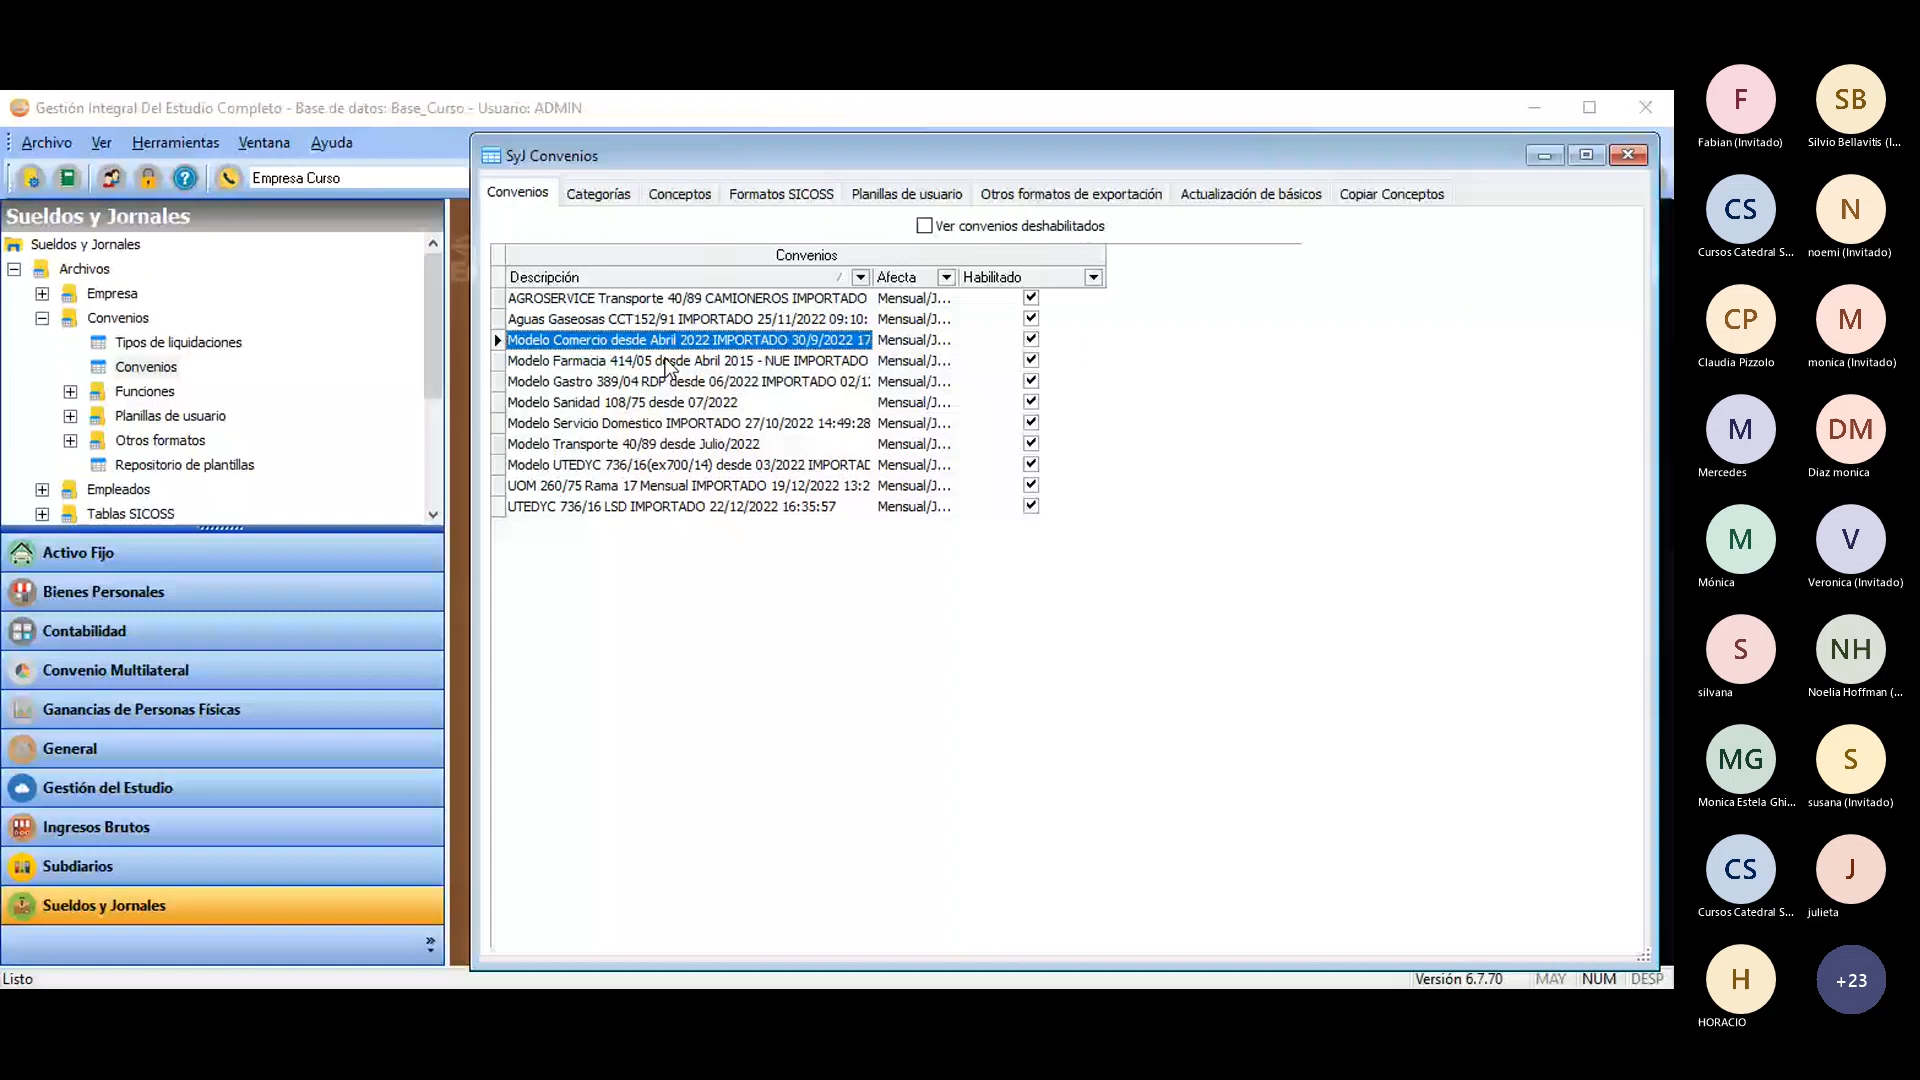 Gestión Integral Del Estudio Completo - Base de datos: Base_Curso - Usuario: ADMIN
Archivo Ver Herramientas Ventana Ayuda
Empresa Curso
Sueldos y Jornales
Sueldos y Jornales
Archivos
Empresa
Convenios
Tipos de liquidaciones
Convenios
Funciones
Planillas de usuario
Otros formatos
Repositorio de plantillas
Empleados
Tablas SICOSS
Activo Fijo
Bienes Personales
Contabilidad
Convenio Multilateral
Ganancias de Personas Físicas
General
Gestión del Estudio
Ingresos Brutos
Subdiarios
Sueldos y Jornales
Listo
SyJ Convenios
Convenios Categorías Conceptos Formatos SICOSS Planillas de usuario Otros formatos de exportación Actualización de básicos Copiar Conceptos
Ver convenios deshabilitados
Convenios
Descripción Afecta Habilitado
AGROSERVICE Transporte 40/89 CAMIONEROS IMPORTADO Mensual/J...
Aguas Gaseosas CCT152/91 IMPORTADO 25/11/2022 09:10: Mensual/J...
Modelo Comercio desde Abril 2022 IMPORTADO 30/9/2022 17 Mensual/J...
Modelo Farmacia 414/05 desde Abril 2015 - NUE IMPORTADO Mensual/J...
Modelo Gastro 389/04 RDP desde 06/2022 IMPORTADO 02/12 Mensual/J...
Modelo Sanidad 108/75 desde 07/2022 Mensual/J...
Modelo Servicio Domestico IMPORTADO 27/10/2022 14:49:28 Mensual/J...
Modelo Transporte 40/89 desde Julio/2022 Mensual/J...
Modelo UTEDYC 736/16(ex700/14) desde 03/2022 IMPORTAD Mensual/J...
UOM 260/75 Rama 17 Mensual IMPORTADO 19/12/2022 13:2 Mensual/J...
UTEDYC 736/16 LSD IMPORTADO 22/12/2022 16:35:57 Mensual/J...
Versión 6.7.70 MAY NUM DESP
F SB
Fabian (Invitado) Silvio Bellavitis (I...
CS N
Cursos Catedral S... noemi (Invitado)
CP M
Claudia Pizzolo monica (Invitado)
M DM
Mercedes Diaz monica
M V
Mónica Veronica (Invitado)
S NH
silvana Noelia Hoffman (...
MG S
Monica Estela Ghi... susana (Invitado)
CS J
Cursos Catedral S... julieta
H +23
HORACIO